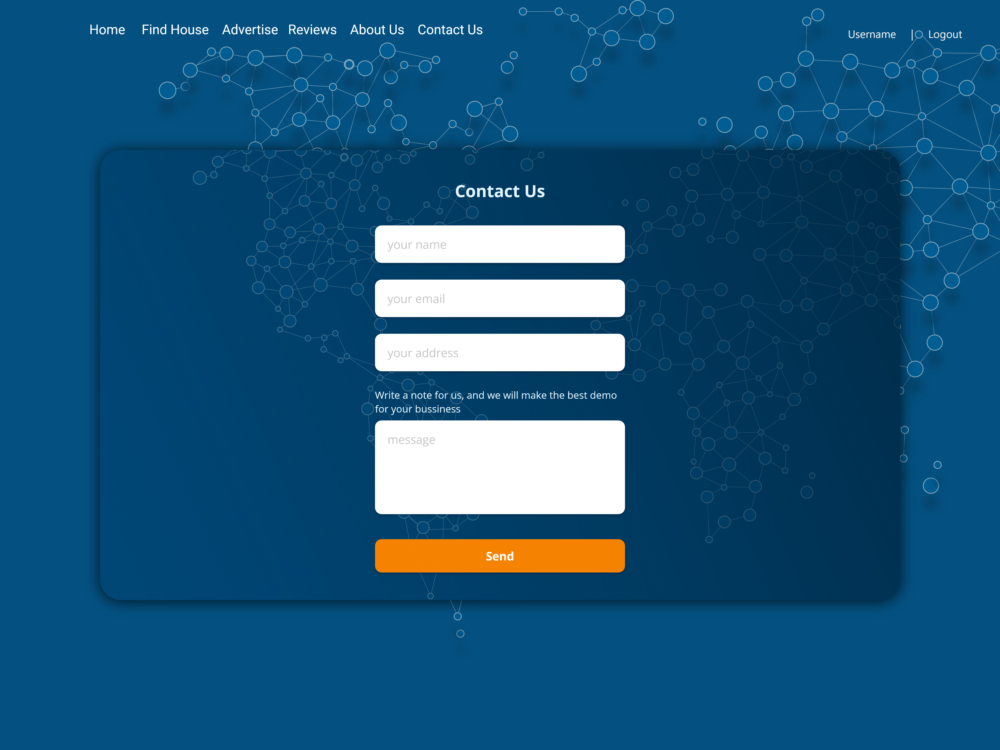 Home Find House Advertise Reviews About Us Contact Us
Username | Logout
Contact Us
your name
your email
your address
Write a note for us, and we will make the best demo
for your bussiness
message
Send